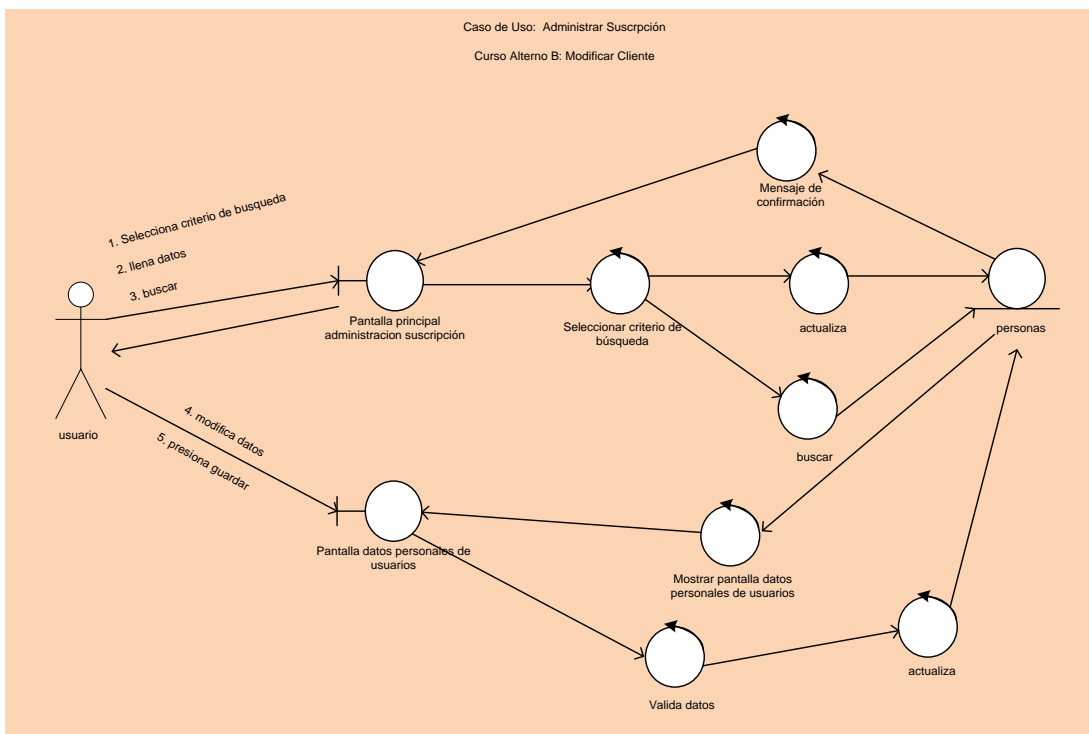 Caso de Uso: Administrar Suscrpción
Curso Alterno B: Modificar Cliente
Mensaje de
confirmación
1. Selecciona criterio de busqueda
2. llena datos
3. buscar
Pantalla principal
administracion suscripción
Seleccionar criterio de
búsqueda
actualiza
personas
usuario
4. modifica datos
5. presiona guardar
buscar
Pantalla datos personales de
usuarios
Mostrar pantalla datos
personales de usuarios
actualiza
Valida datos